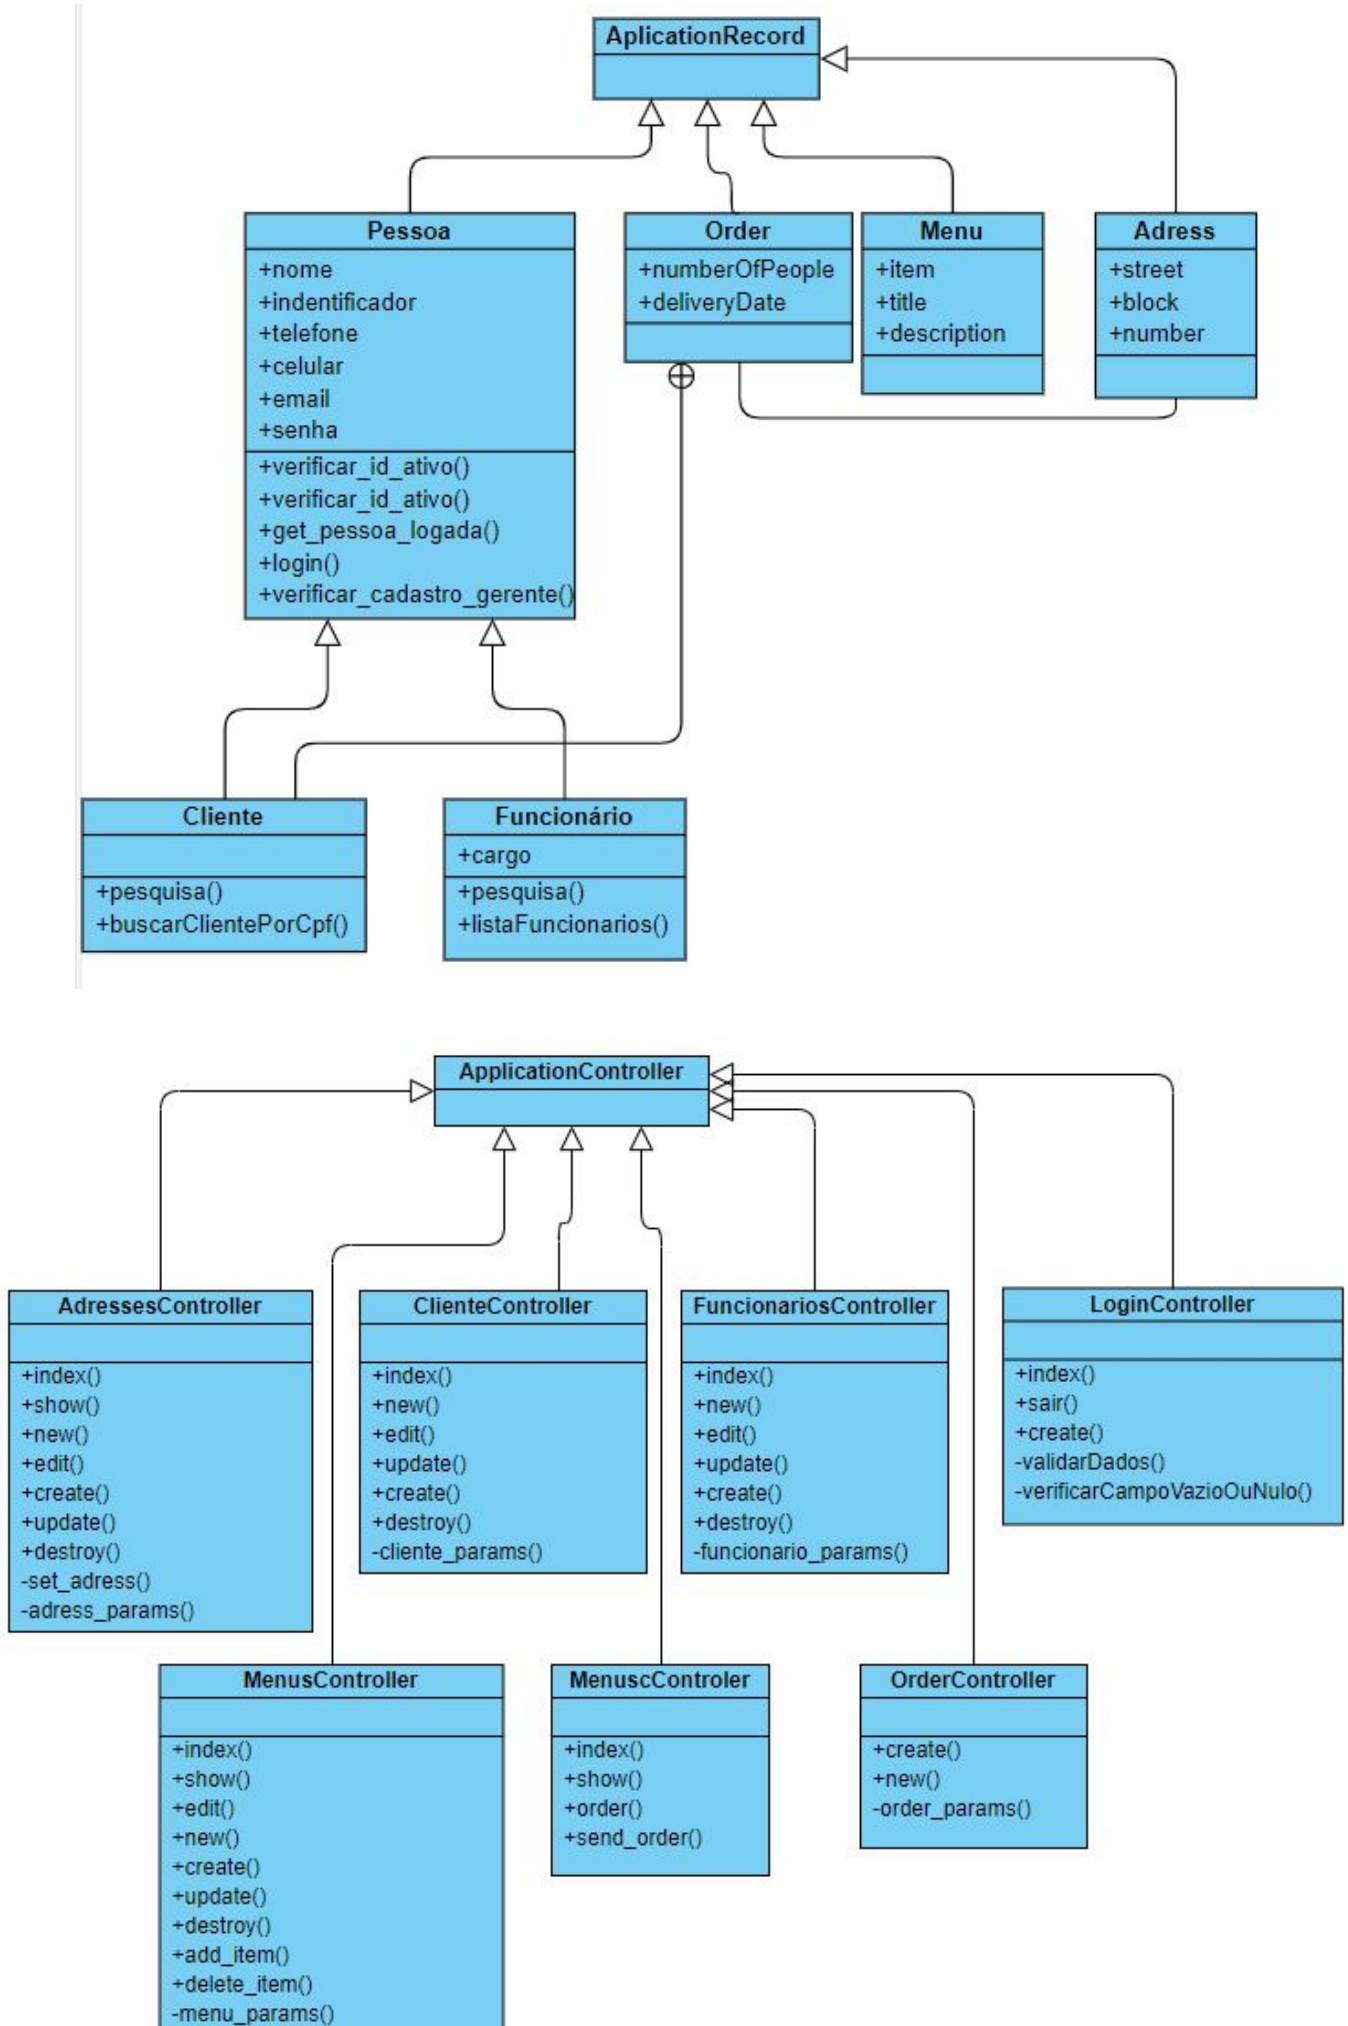 AplicationRecord
Pessoa
+nome
+indentificador
+telefone
+celular
+email
+senha
+verificar_id_ativo()
+verificar_id_ativo()
+get_pessoa_logada()
+login()
+verificar_cadastro_gerente()
Order
+numberOfPeople
+deliveryDate
Menu
+item
+title
+description
Adress
+street
+block
+number
Cliente
+pesquisa()
+buscarClientePorCpf()
Funcionário
+cargo
+pesquisa()
+listaFuncionarios()
ApplicationController
AdressesController
+index()
+show()
+new()
+edit()
+create()
+update()
+destroy()
-set_adress()
-adress_params()
ClienteController
+index()
+new()
+edit()
+update()
+create()
+destroy()
-cliente_params()
FuncionariosController
+index()
+new()
+edit()
+update()
+create()
+destroy()
-funcionario_params()
LoginController
+index()
+sair()
+create()
-validarDados()
-verificarCampoVazioOuNulo()
MenusController
+index()
+show()
+edit()
+new()
+create()
+update()
+destroy()
+add_item()
+delete_item()
-menu_params()
MenuscControler
+index()
+show()
+order()
+send_order()
OrderController
+create()
+new()
-order_params()